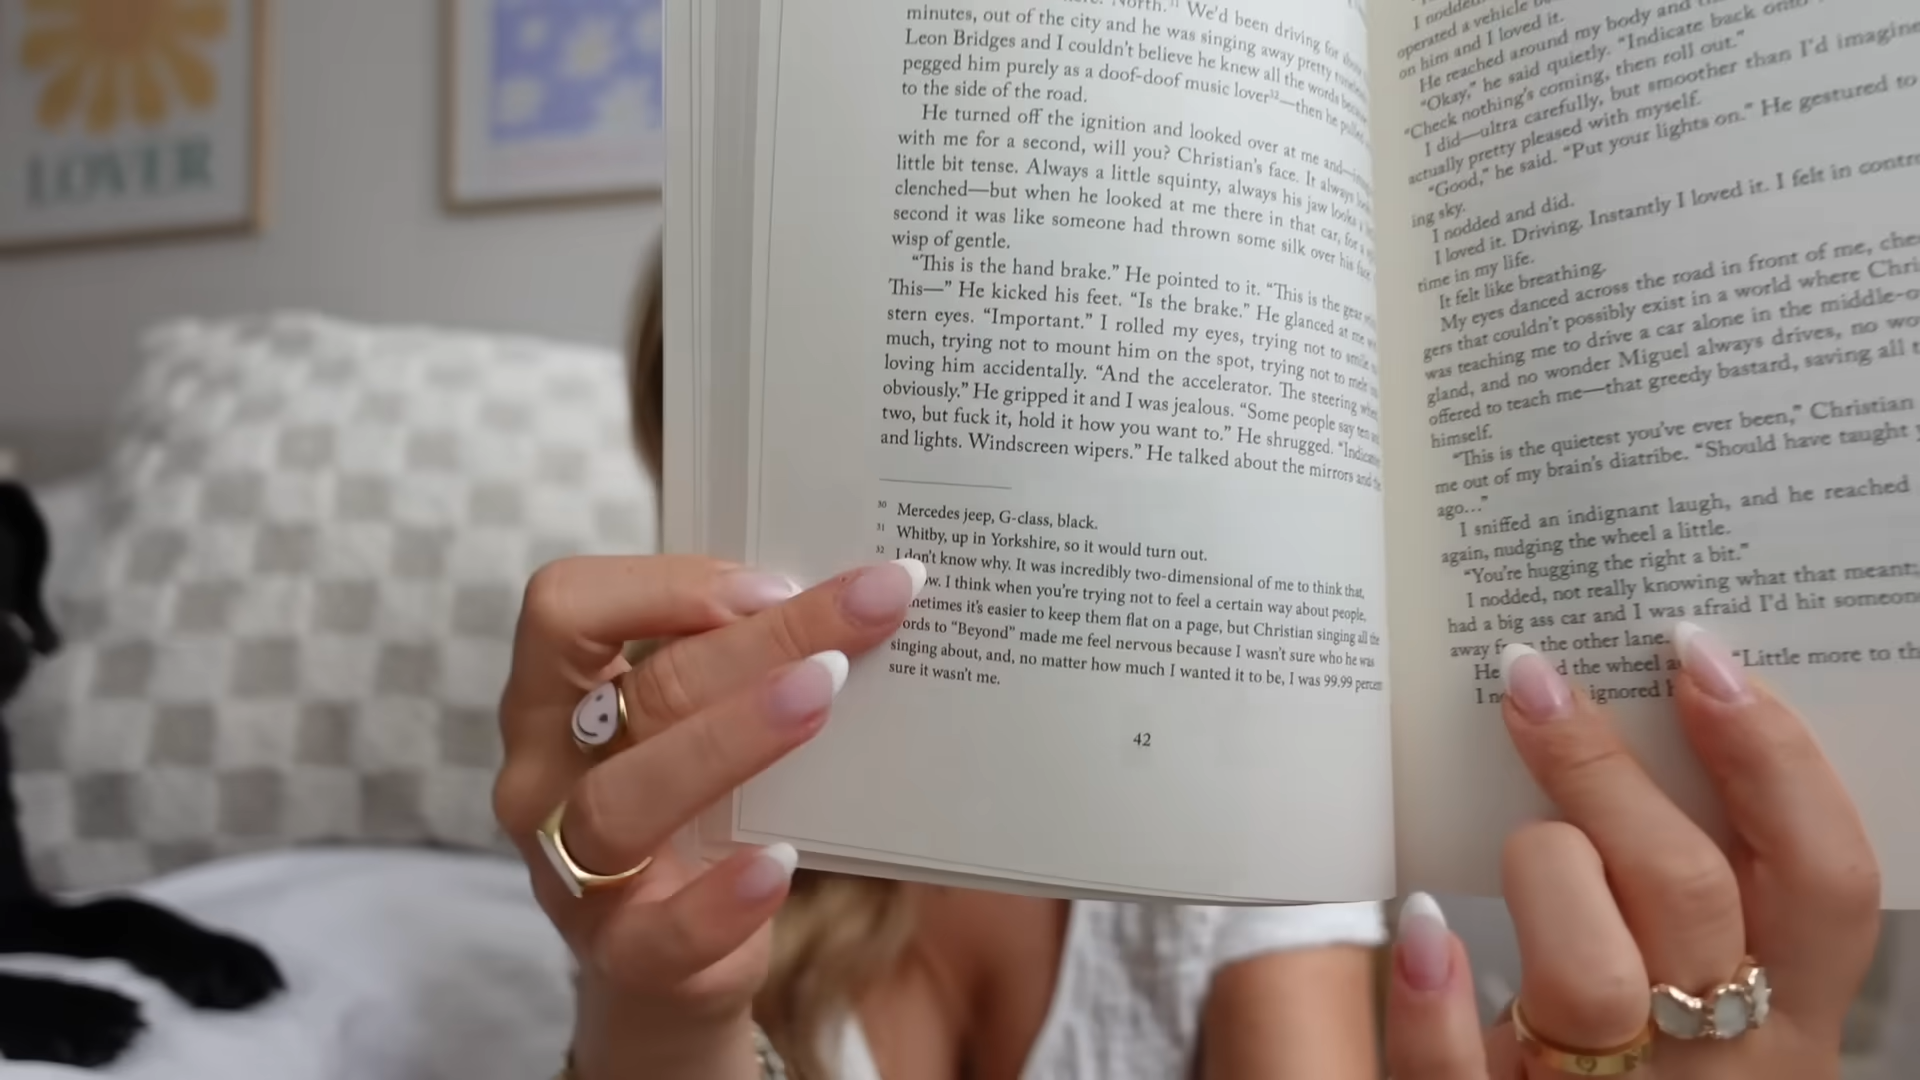 LOVER
North.³¹ We'd been driving for about
minutes, out of the city and he was singing away pretty
Leon Bridges and I couldn't believe he knew all the words because
pegged him purely as a doof-doof music lover³²—then he pulled
to the side of the road.
He turned off the ignition and looked over at me and—
with me for a second, will you? Christian's face. It always
little bit tense. Always a little squinty, always his jaw looks a
clenched—but when he looked at me there in that car, for a
second it was like someone had thrown some silk over his face
wisp of gentle.
“This is the hand brake.” He pointed to it. “This is the gear
This—” He kicked his feet. “Is the brake.” He glanced at me
stern eyes. “Important.” I rolled my eyes, trying not to smile
much, trying not to mount him on the spot, trying not to
loving him accidentally. “And the accelerator. The steering
obviously.” He gripped it and I was jealous. “Some people say ten and
two, but fuck it, hold it how you want to.” He shrugged.
and lights. Windscreen wipers.” He talked about the mirrors and
³⁰ Mercedes jeep, G-class, black.
³¹ Whitby, up in Yorkshire, so it would turn out.
³² I don't know why. It was incredibly two-dimensional of me to think that,
I think when you're trying not to feel a certain way about people,
it's easier to keep them flat on a page, but Christian singing all the
to “Beyond” made me feel nervous because I wasn't sure who he was
singing about, and, no matter how much I wanted it to be, I was 99.99 percent
sure it wasn't me.
42
I nodded
operated a vehicle
on him and I loved it.
He reached around my body and
“Okay,” he said quietly. “Indicate back onto
“Check nothing's coming, then roll out.”
I did—ultra carefully, but smoother than I'd imagine
actually pretty pleased with myself.
“Good,” he said. “Put your lights on.” He gestured to
ing sky.
I nodded and did.
I loved it. Driving. Instantly I loved it. I felt in contro
time in my life.
It felt like breathing.
My eyes danced across the road in front of me,
gers that couldn't possibly exist in a world where Chri
was teaching me to drive a car alone in the middle-o
gland, and no wonder Miguel always drives, no wo
offered to teach me—that greedy bastard, saving all t
himself.
“This is the quietest you've ever been,” Christian
me out of my brain's diatribe. “Should have taught
ago...”
I sniffed an indignant laugh, and he reached
again, nudging the wheel a little.
“You're hugging the right a bit.”
I nodded, not really knowing what that meant;
had a big ass car and I was afraid I'd hit someon
away the other lane.
He the wheel “Little more to th
I ignored